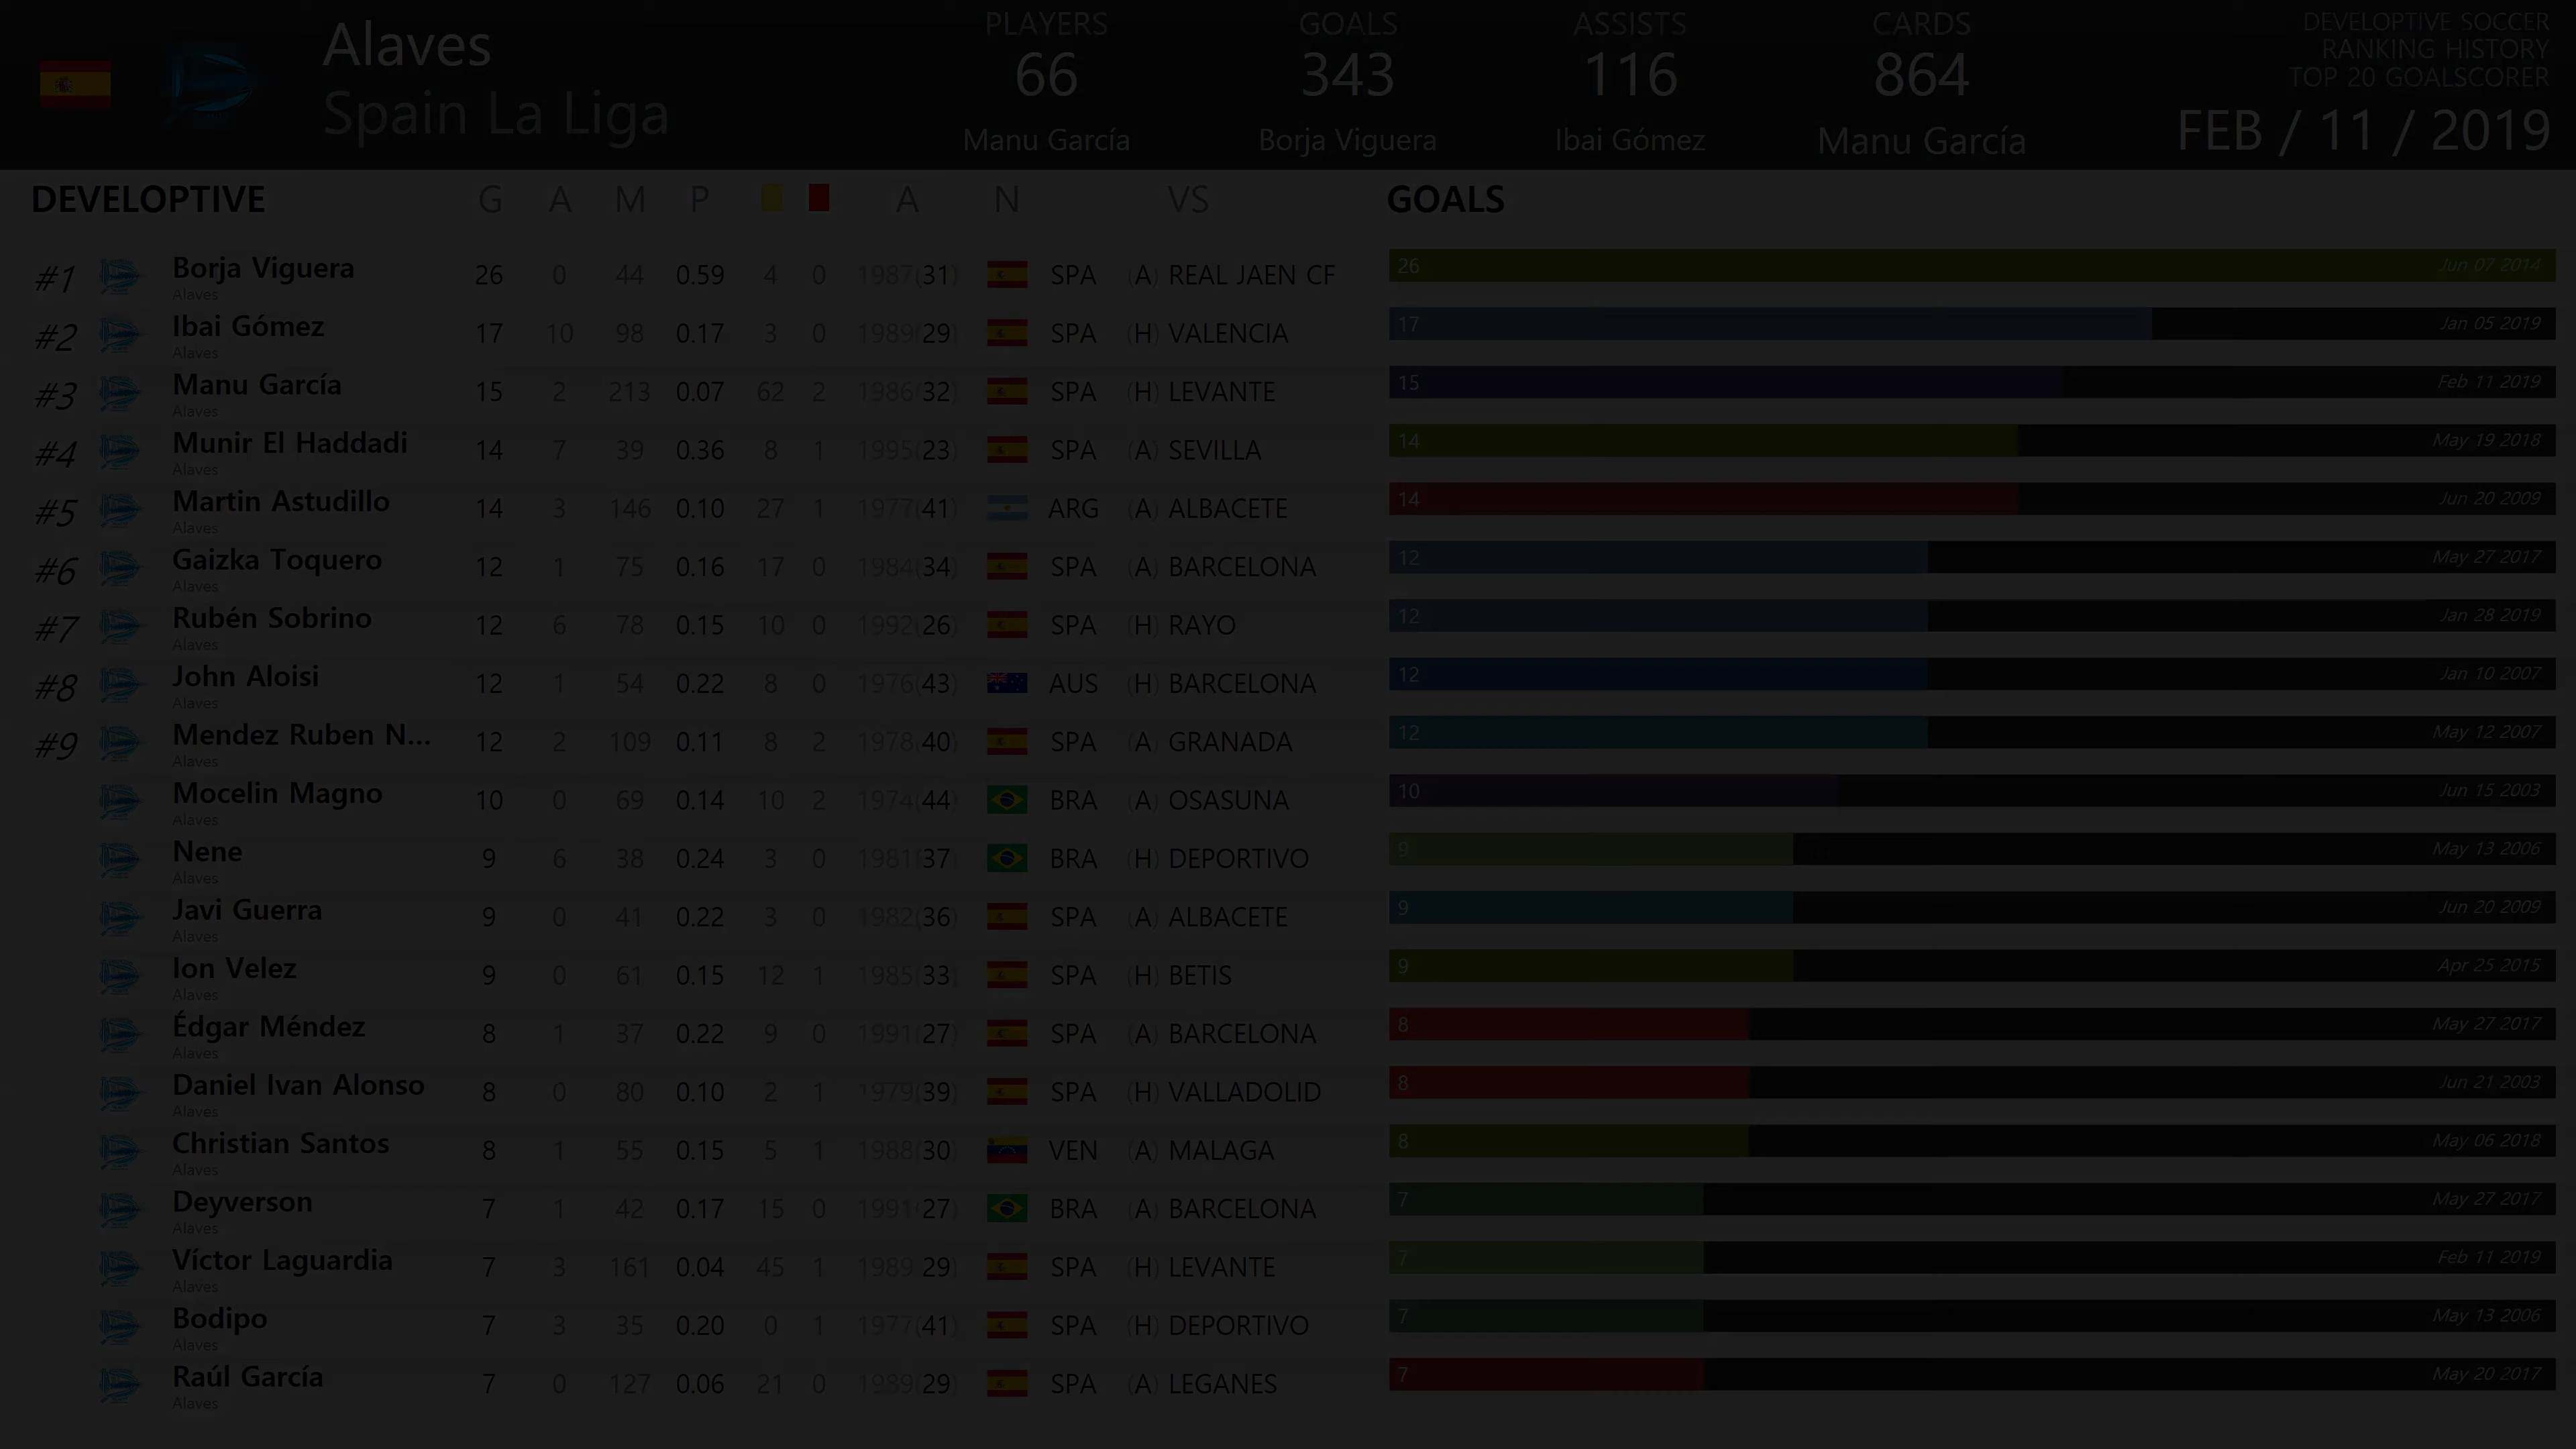 Alaves
Spain La Liga
PLAYERS
66
Manu García
GOALS
343
Borja Viguera
ASSISTS
116
Ibai Gómez
CARDS
864
Manu García
DEVELOPTIVE SOCCER
RANKING HISTORY
TOP 20 GOALSCORER
FEB / 11 / 2019
DEVELOPTIVE G A M P A N VS GOALS
#1 Borja Viguera 26 0 44 0.59 4 0 1987(31) SPA (A) REAL JAEN CF 26 Jun 07 2014
Alaves
#2 Ibai Gómez 17 10 98 0.17 3 0 1989(29) SPA (H) VALENCIA 17 Jan 05 2019
Alaves
#3 Manu García 15 2 213 0.07 62 2 1986(32) SPA (H) LEVANTE 15 Feb 11 2019
Alaves
#4 Munir El Haddadi 14 7 39 0.36 8 1 1995(23) SPA (A) SEVILLA 14 May 19 2018
Alaves
#5 Martin Astudillo 14 3 146 0.10 27 1 1977(41) ARG (A) ALBACETE 14 Jun 20 2009
Alaves
#6 Gaizka Toquero 12 1 75 0.16 17 0 1984(34) SPA (A) BARCELONA 12 May 27 2017
Alaves
#7 Rubén Sobrino 12 6 78 0.15 10 0 1992(26) SPA (H) RAYO 12 Jan 28 2019
Alaves
#8 John Aloisi 12 1 54 0.22 8 0 1976(43) AUS (H) BARCELONA 12 Jan 10 2007
Alaves
#9 Mendez Ruben N... 12 2 109 0.11 8 2 1978(40) SPA (A) GRANADA 12 May 12 2007
Alaves
Mocelin Magno 10 0 69 0.14 10 2 1974(44) BRA (A) OSASUNA 10 Jun 15 2003
Alaves
Nene 9 6 38 0.24 3 0 1981(37) BRA (H) DEPORTIVO 9 May 13 2006
Alaves
Javi Guerra 9 0 41 0.22 3 0 1982(36) SPA (A) ALBACETE 9 Jun 20 2009
Alaves
Ion Velez 9 0 61 0.15 12 1 1985(33) SPA (H) BETIS 9 Apr 25 2015
Alaves
Édgar Méndez 8 1 37 0.22 9 0 1991(27) SPA (A) BARCELONA 8 May 27 2017
Alaves
Daniel Ivan Alonso 8 0 80 0.10 2 1 1979(39) SPA (H) VALLADOLID 8 Jun 21 2003
Alaves
Christian Santos 8 1 55 0.15 5 1 1988(30) VEN (A) MALAGA 8 May 06 2018
Alaves
Deyverson 7 1 42 0.17 15 0 1991(27) BRA (A) BARCELONA 7 May 27 2017
Alaves
Víctor Laguardia 7 3 161 0.04 45 1 1989(29) SPA (H) LEVANTE 7 Feb 11 2019
Alaves
Bodipo 7 3 35 0.20 0 1 1977(41) SPA (H) DEPORTIVO 7 May 13 2006
Alaves
Raúl García 7 0 127 0.06 21 0 1989(29) SPA (A) LEGANES 7 May 20 2017
Alaves